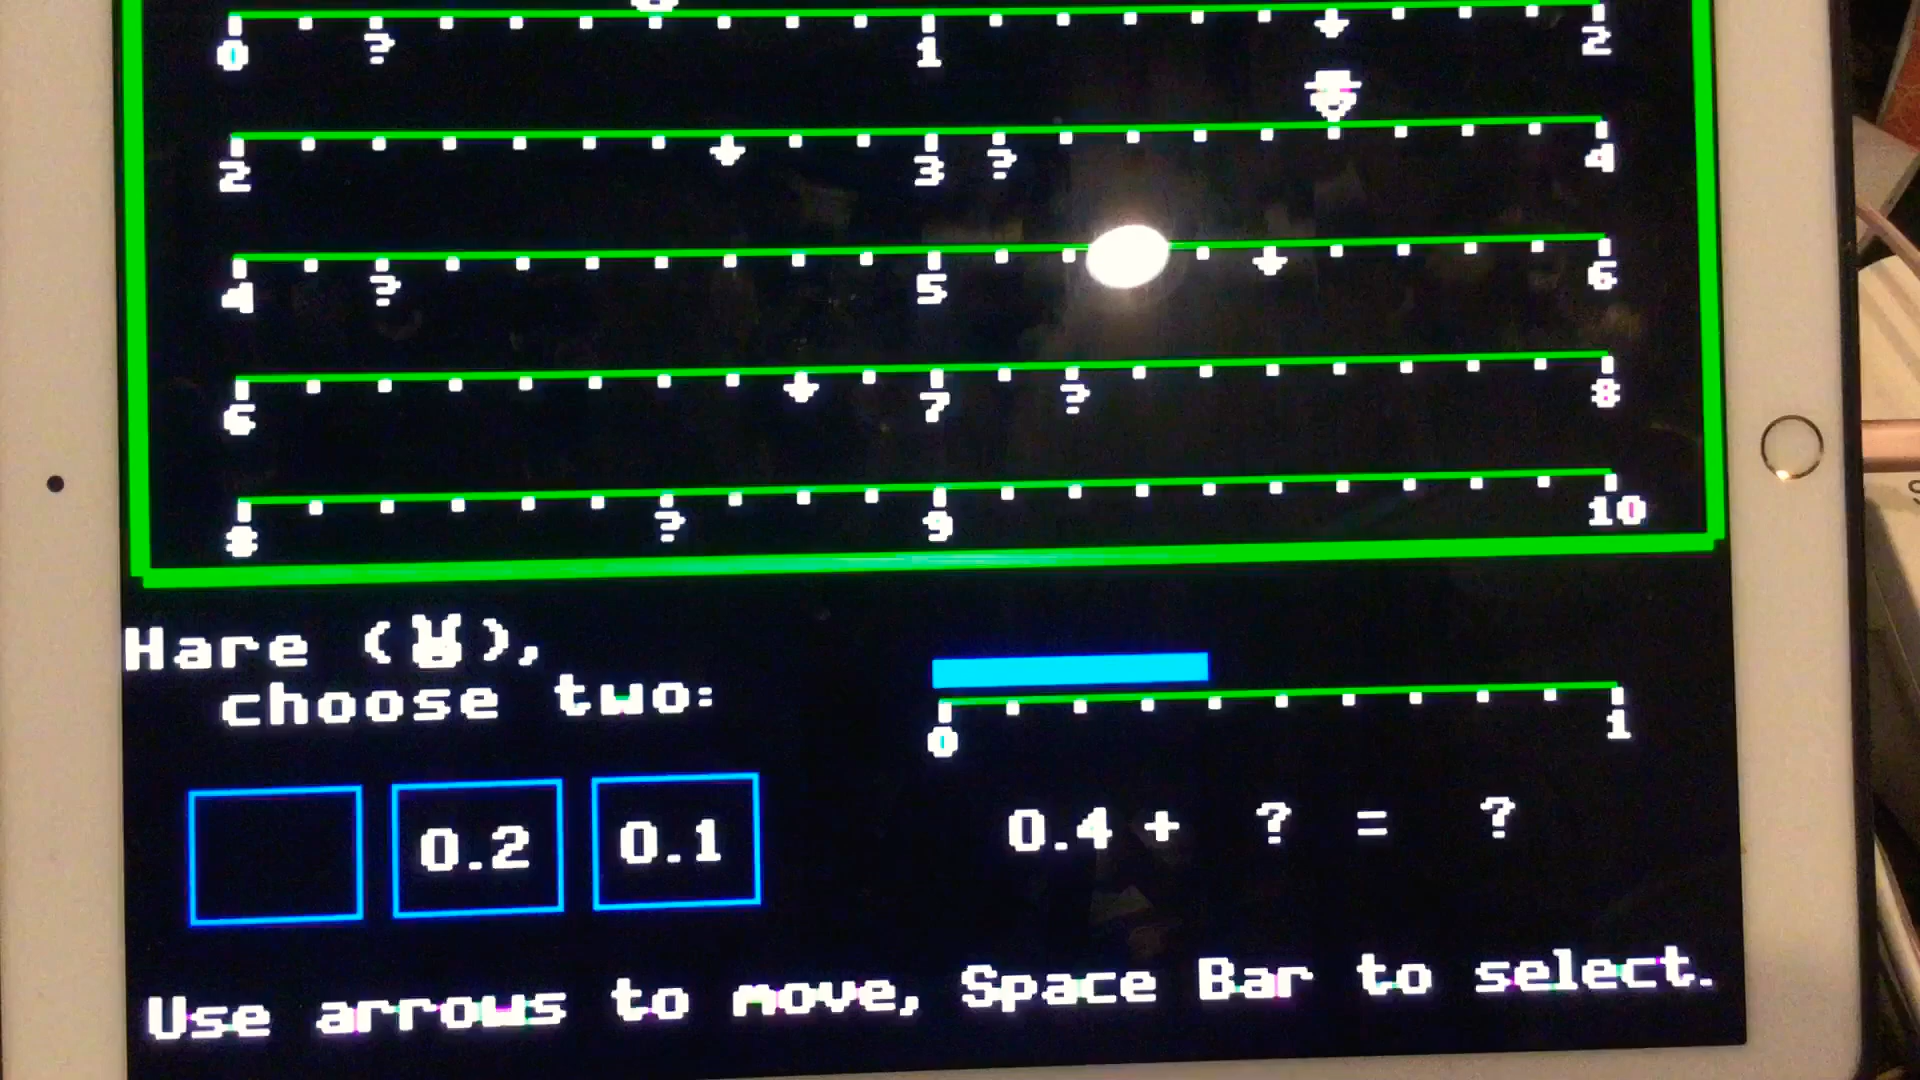 0 ? 1 2
2 3 ? 4
4 ? 5 6
6 7 ? 8
8 ? 9 10
Hare ( ),
choose two:
0 1
0.2 0.1
0.4 + ? = ?
Use arrows to move, Space Bar to select.